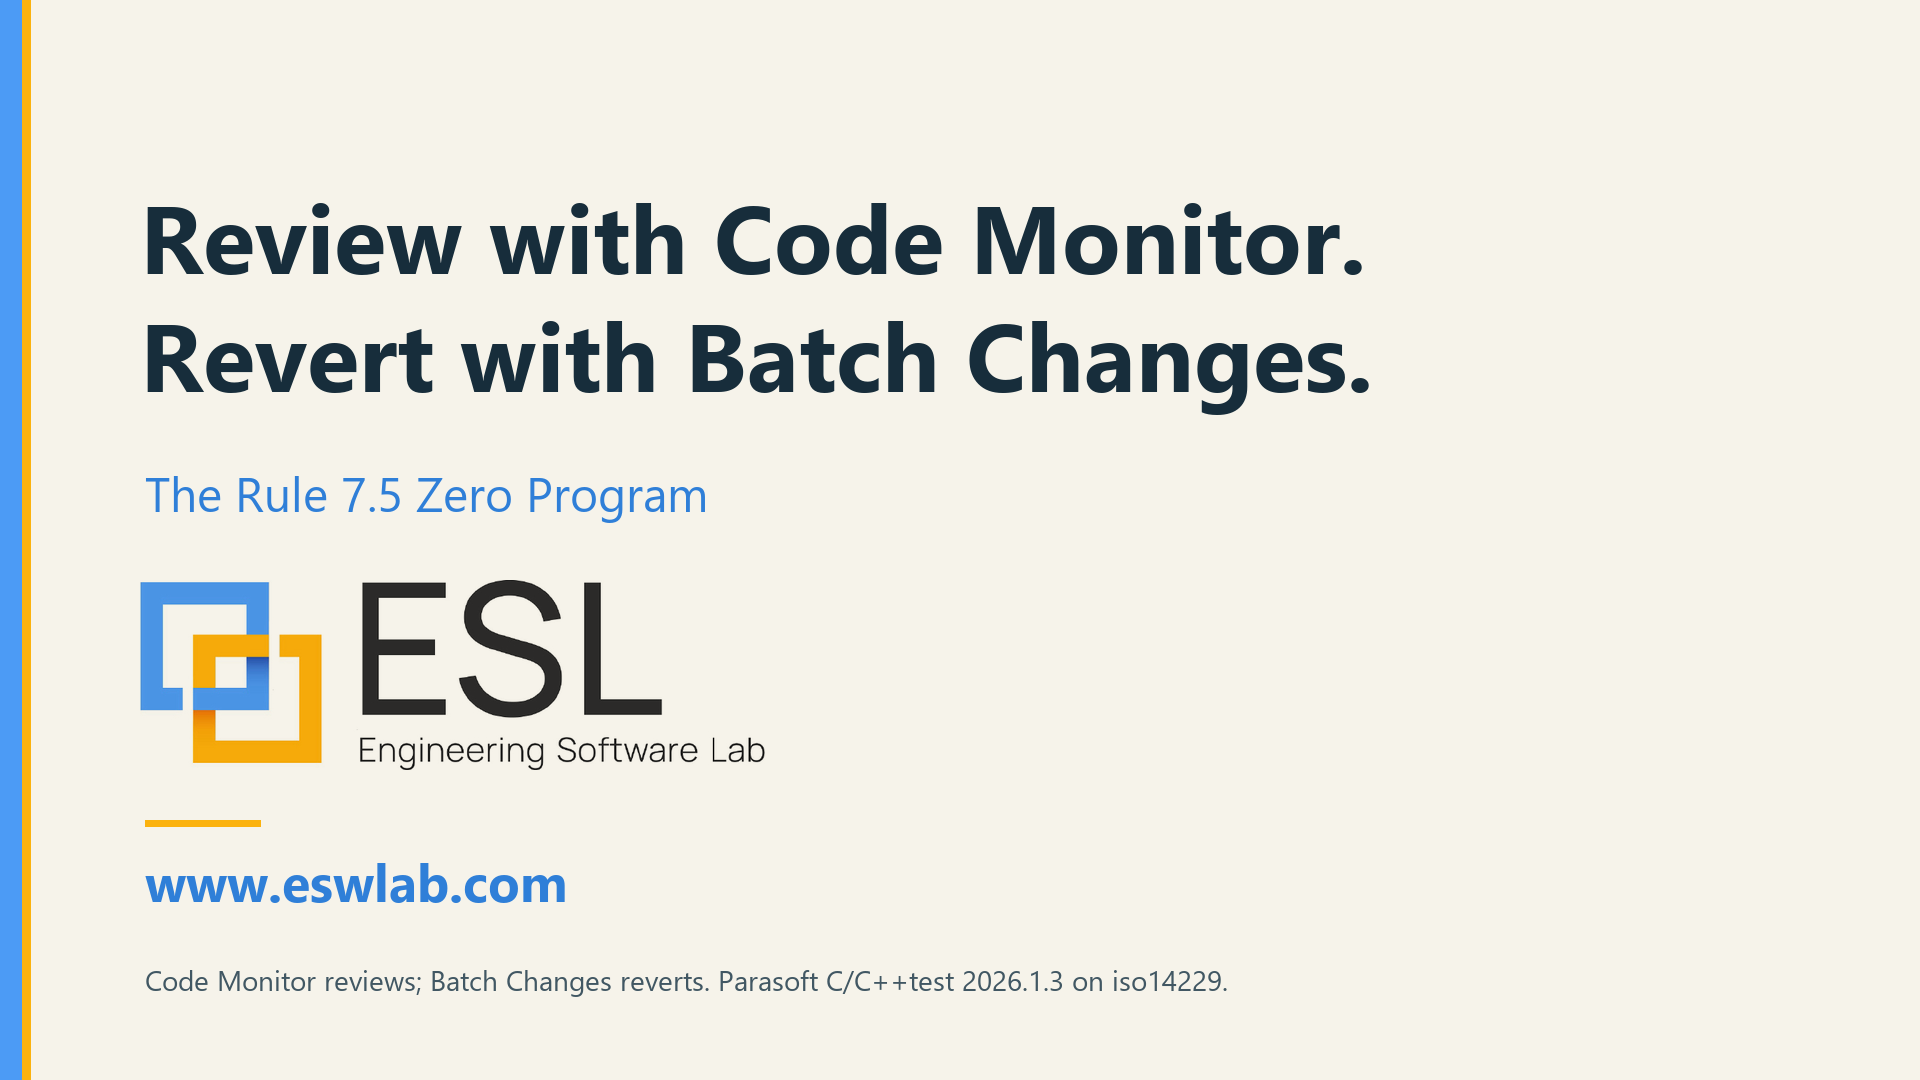 Review with Code Monitor.
Revert with Batch Changes.
The Rule 7.5 Zero Program
ESL
Engineering Software Lab
www.eswlab.com
Code Monitor reviews; Batch Changes reverts. Parasoft C/C++test 2026.1.3 on iso14229.